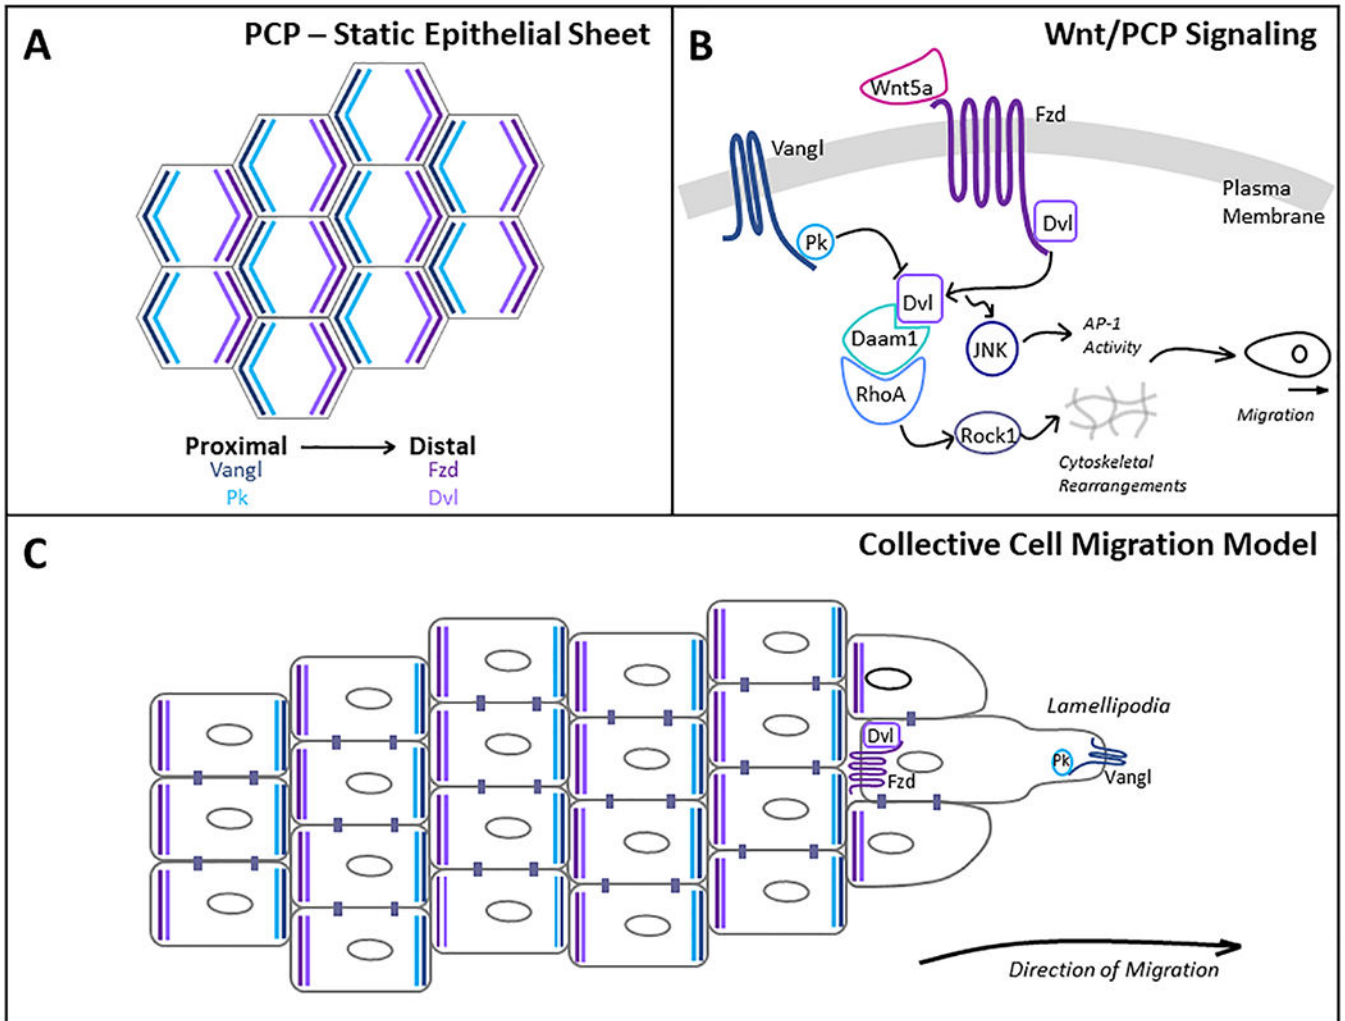 A
PCP – Static Epithelial Sheet
Proximal
Distal
Vangl
Fzd
Pk
Dvl
B
Wnt/PCP Signaling
Wnt5a
Fzd
Vangl
Plasma
Membrane
Dvl
Pk
Dvl
Daam1
JNK
AP-1
Activity
RhoA
Rock1
Migration
Cytoskeletal
Rearrangements
C
Collective Cell Migration Model
Lamellipodia
Dvl
Pk
Fzd
Vangl
Direction of Migration